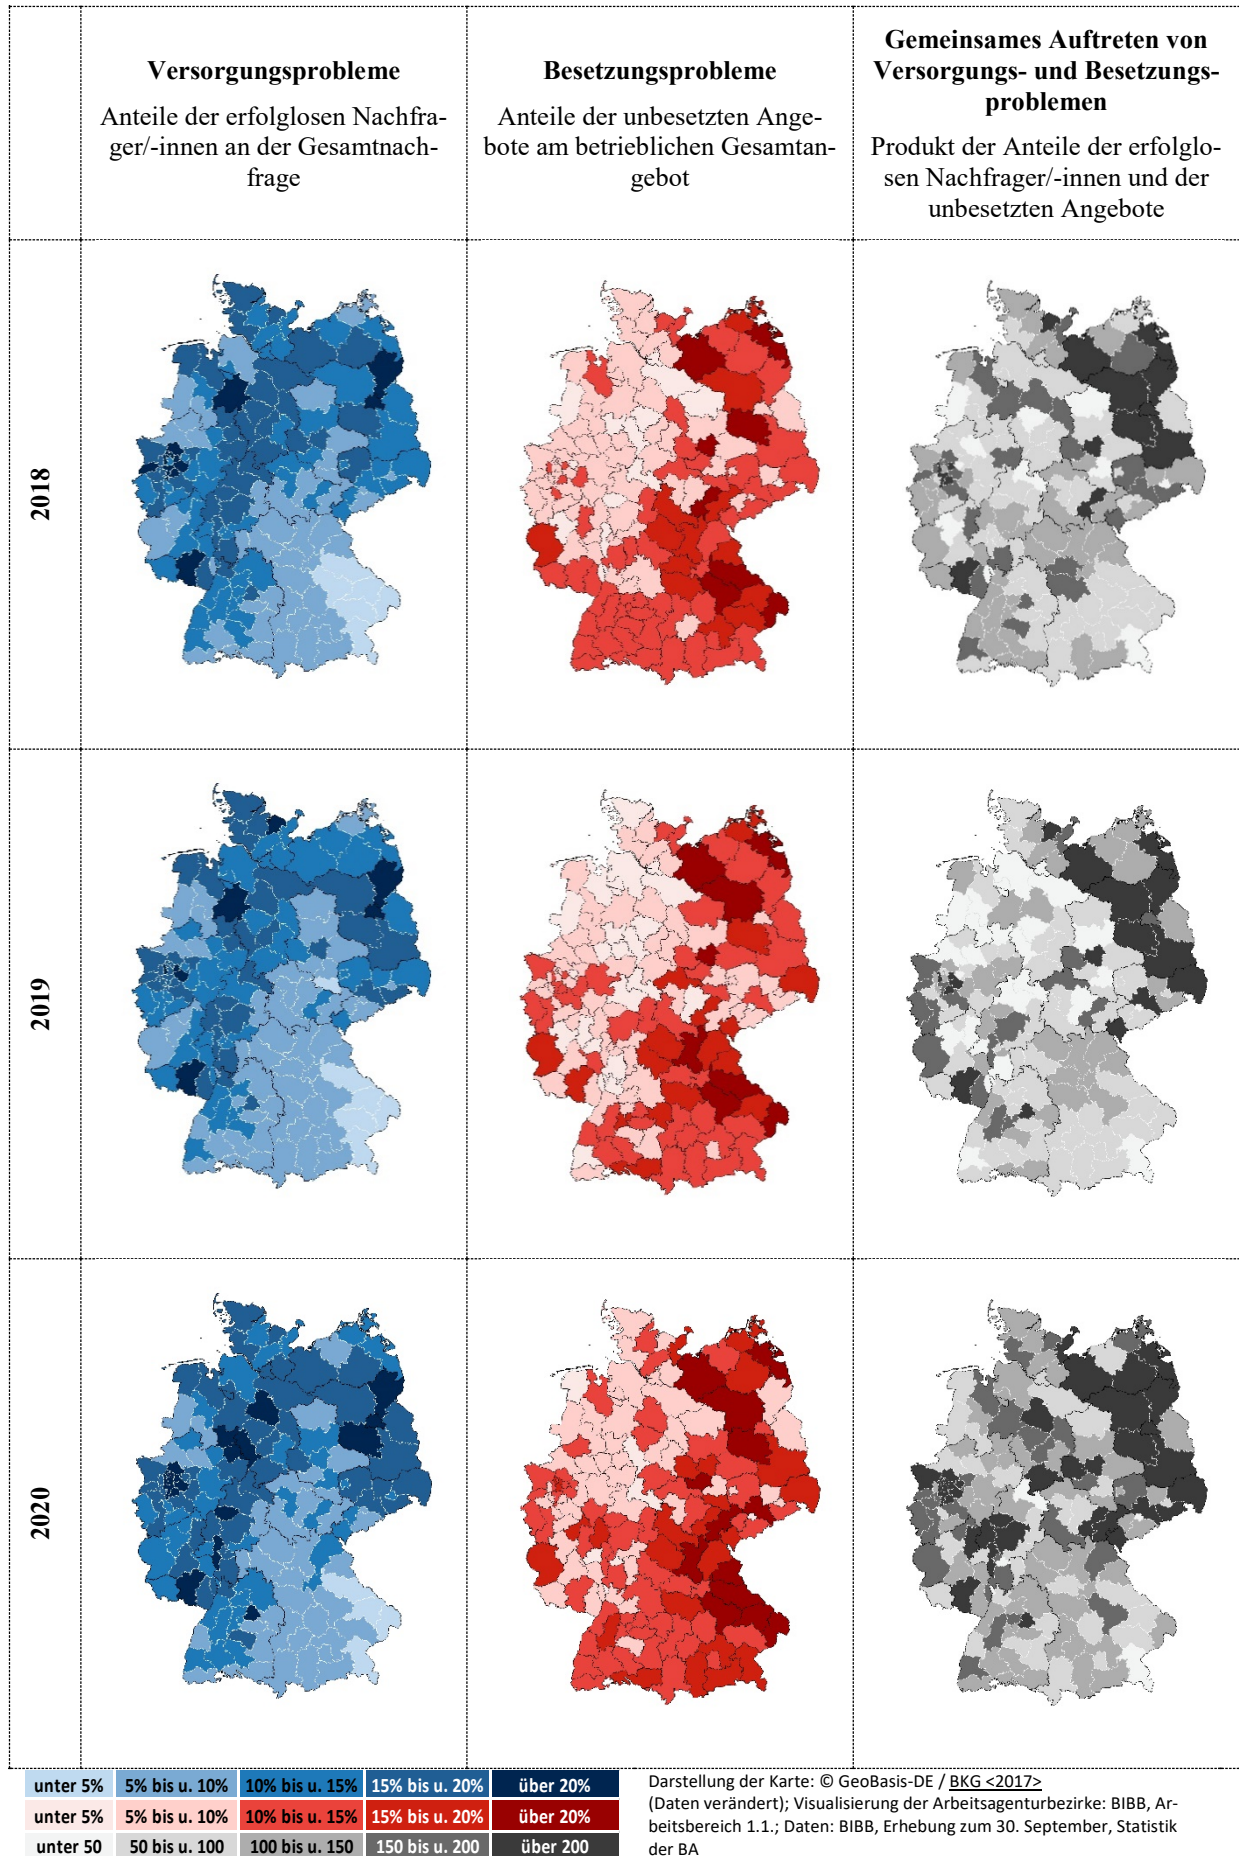 Versorgungsprobleme
Anteile der erfolglosen Nachfra-
ger/-innen an der Gesamtnach-
frage
Besetzungsprobleme
Anteile der unbesetzten Ange-
bote am betrieblichen Gesamtan-
gebot
Gemeinsames Auftreten von
Versorgungs- und Besetzungs-
problemen
Produkt der Anteile der erfolglo-
sen Nachfrager/-innen und der
unbesetzten Angebote
2018
2019
2020
unter 5% 5% bis u. 10% 10% bis u. 15% 15% bis u. 20% über 20%
unter 5% 5% bis u. 10% 10% bis u. 15% 15% bis u. 20% über 20%
unter 50 50 bis u. 100 100 bis u. 150 150 bis u. 200 über 200
Darstellung der Karte: © GeoBasis-DE / BKG <2017>
(Daten verändert); Visualisierung der Arbeitsagenturbezirke: BIBB, Ar-
beitsbereich 1.1.; Daten: BIBB, Erhebung zum 30. September, Statistik
der BA